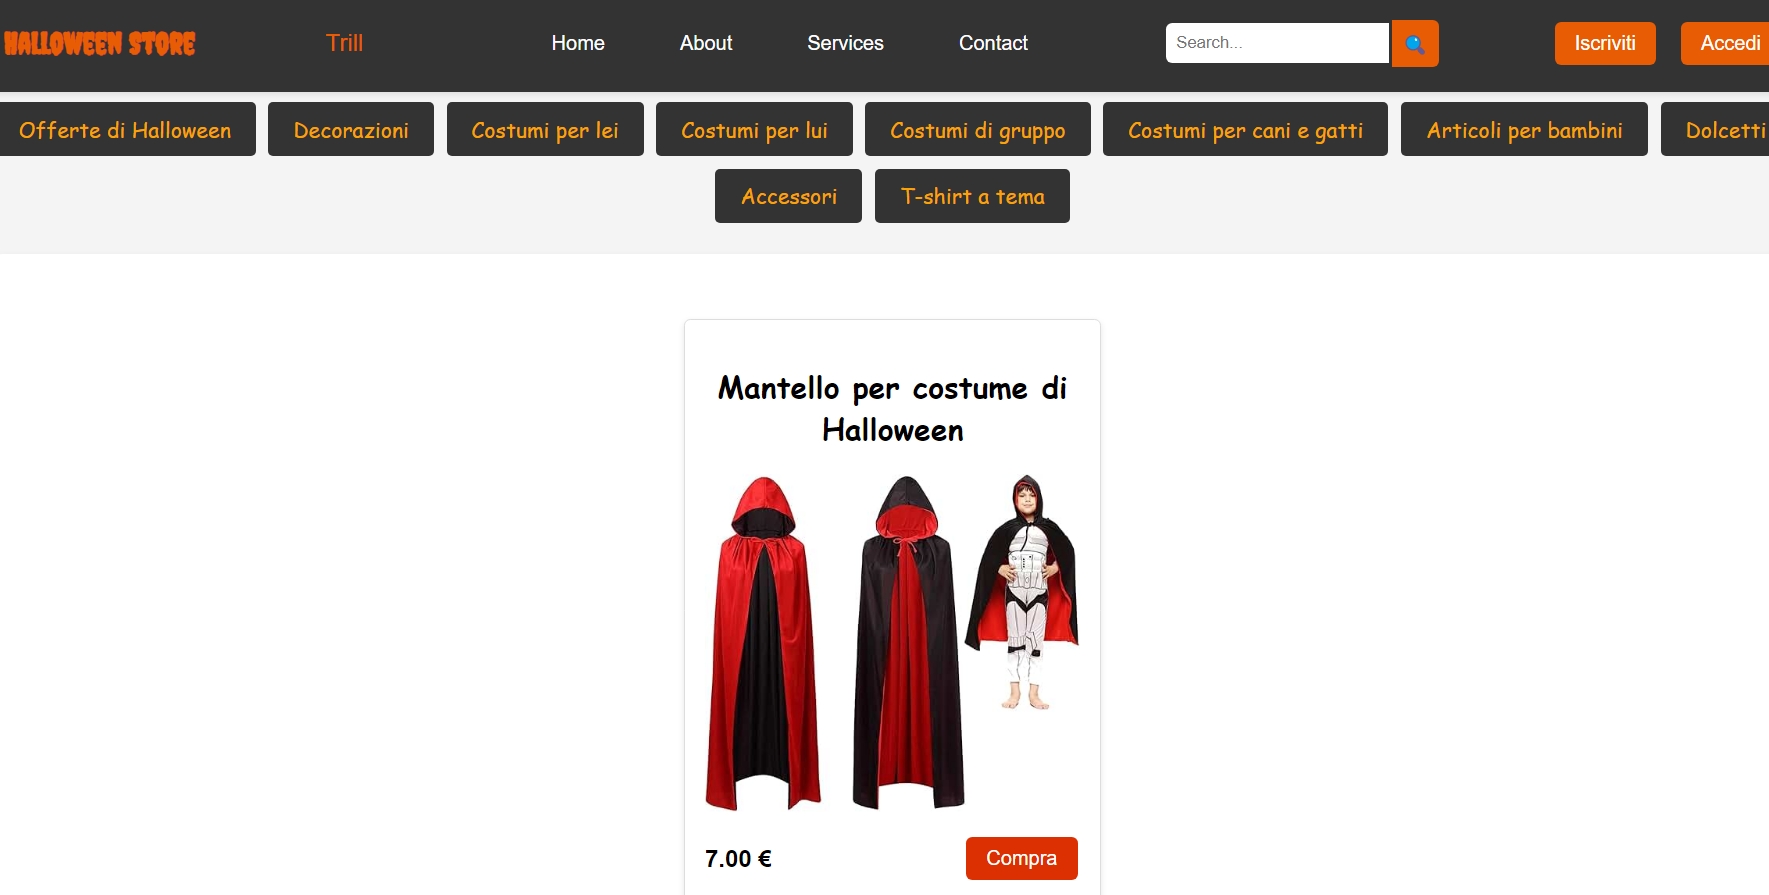 HALLOWEEN STORE Trill Home About Services Contact Search... Iscriviti Accedi
Offerte di Halloween Decorazioni Costumi per lei Costumi per lui Costumi di gruppo Costumi per cani e gatti Articoli per bambini Dolcetti
Accessori T-shirt a tema
Mantello per costume di
Halloween
7.00 € Compra